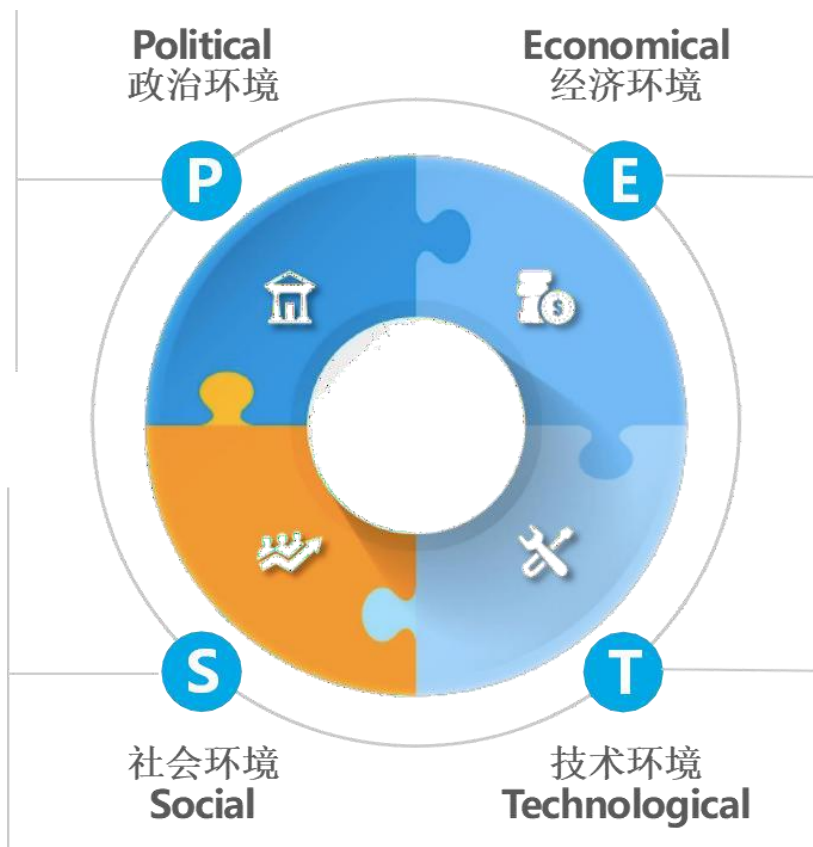 Political
政治环境
Economical
经济环境
P
E
$
S
T
社会环境
Social
技术环境
Technological